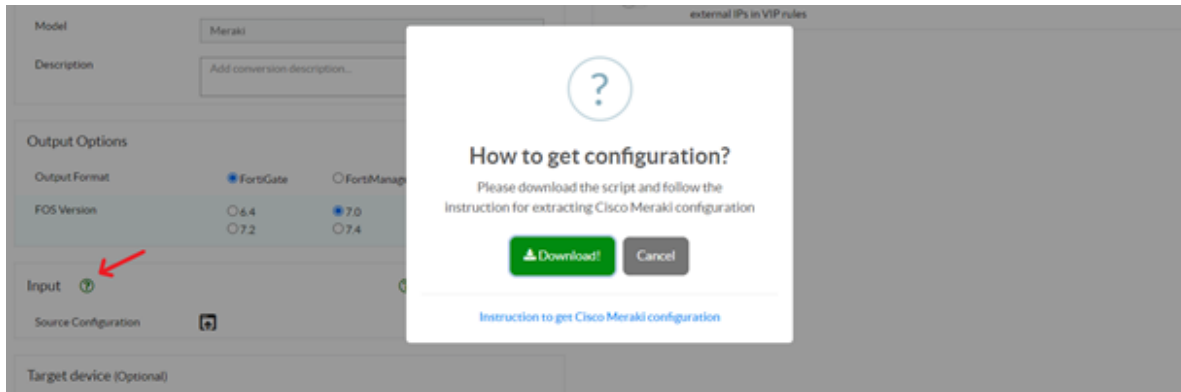 external IPs in VIP rules
Model
Meraki
Description
Add conversion description...
Output Options
Output Format
FortiGate
FortiManag
FOS Version
6.4
7.0
7.2
7.4
Input
Source Configuration
Target device (Optional)
?
How to get configuration?
Please download the script and follow the
instruction for extracting Cisco Meraki configuration
Download!
Cancel
Instruction to get Cisco Meraki configuration